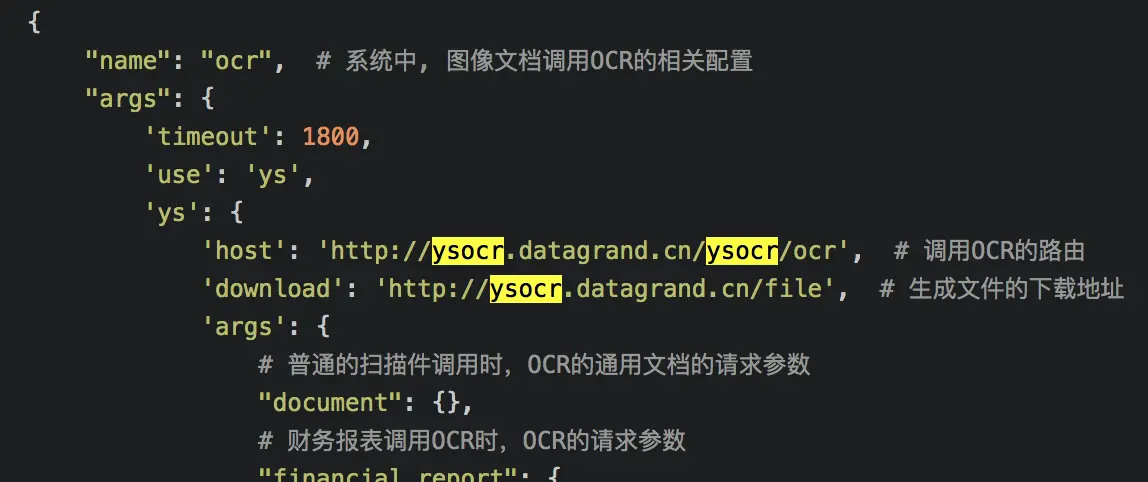 {
"name": "ocr",  # 系统中, 图像文档调用OCR的相关配置
"args": {
'timeout': 1800,
'use': 'ys',
'ys': {
'host': 'http://ysocr.datagrand.cn/ysocr/ocr',  # 调用OCR的路由
'download': 'http://ysocr.datagrand.cn/file',  # 生成文件的下载地址
'args': {
# 普通的扫描件调用时，OCR的通用文档的请求参数
"document": {},
# 财务报表调用OCR时，OCR的请求参数
"financial_report": {